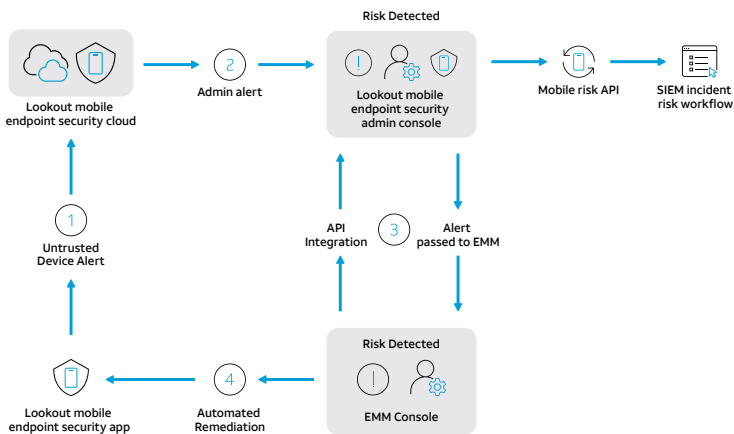 Risk Detected
2
Admin alert
Lookout mobile
endpoint security cloud
Lookout mobile
endpoint security
admin console
Mobile risk API
SIEM incident
risk workflow
1
Untrusted
Device Alert
API
Integration
3
Alert
passed to EMM
Risk Detected
EMM Console
4
Automated
Remediation
Lookout mobile
endpoint security app